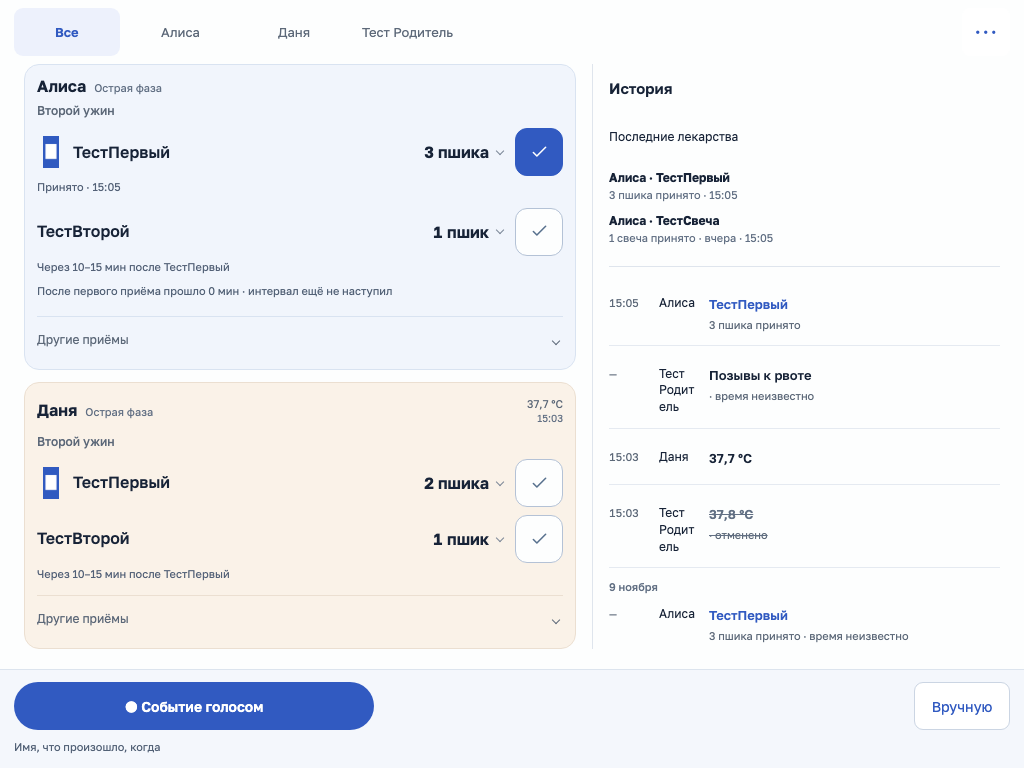 Все
Алиса
Даня
Тест Родитель
Алиса Острая фаза
Второй ужин
ТестПервый
3 пшика
Принято · 15:05
ТестВторой
1 пшик
Через 10–15 мин после ТестПервый
После первого приёма прошло 0 мин · интервал ещё не наступил
Другие приёмы
Даня Острая фаза
37,7 °C
15:03
Второй ужин
ТестПервый
2 пшика
ТестВторой
1 пшик
Через 10–15 мин после ТестПервый
Другие приёмы
История
Последние лекарства
Алиса · ТестПервый
3 пшика принято · 15:05
Алиса · ТестСвеча
1 свеча принято · вчера · 15:05
15:05 Алиса ТестПервый
3 пшика принято
– Тест Позывы к рвоте
Родит · время неизвестно
ель
15:03 Даня 37,7 °C
15:03 Тест 37,8 °C
Родит · отменено
ель
9 ноября
– Алиса ТестПервый
3 пшика принято · время неизвестно
Событие голосом
Вручную
Имя, что произошло, когда